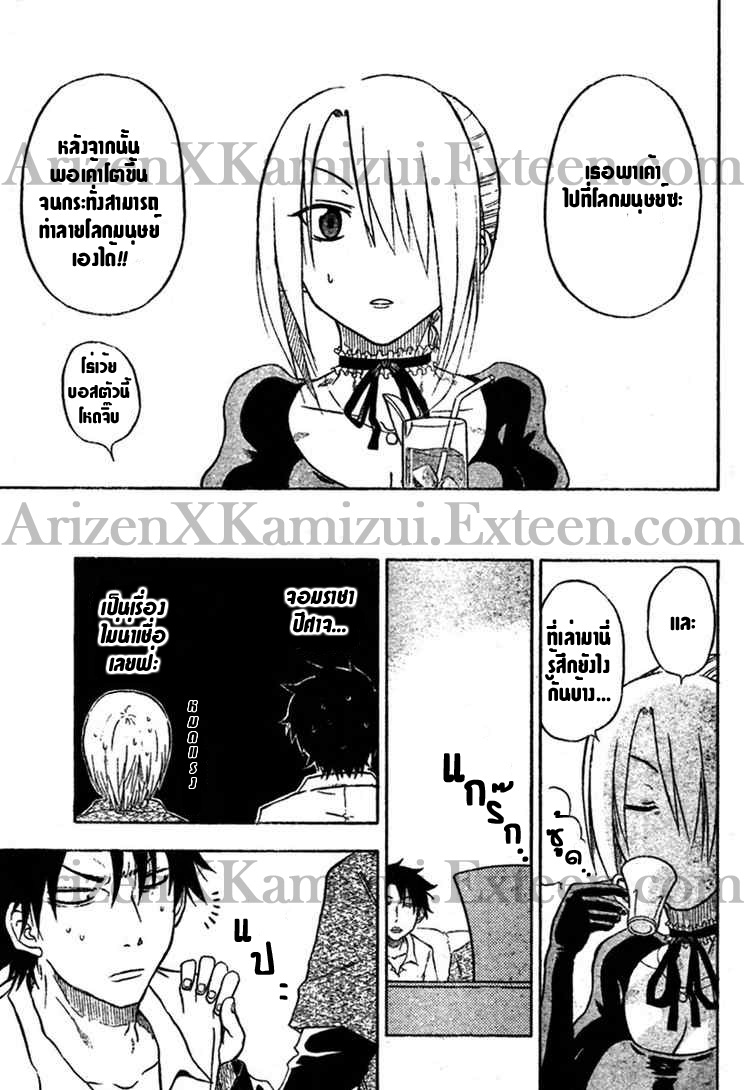 เธอพาเค้า
ไปที่โลกมนุษย์ซะ
หลังจากนั้น
พอเค้าโตขึ้น
จนกระทั่งสามารถ
ทำลายโลกมนุษย์
เองได้!!
โร่เว้ย
บอสตัวนี้
โหดจิ๊บ
ArizenXKamizui.Exteen.com
ArizenXKamizui.Exteen.com
และ
ที่เล่ามานี่
รู้สึกยังไง
กันบ้าง...
ซู้ด...
แกร๊ก...
จอมราชา
ปีศาจ...
เป็นเรื่อง
ไม่น่าเชื่อ
เลยฟะ
หมดแรง
แปะ
ArizenXKamizui.Exteen.com